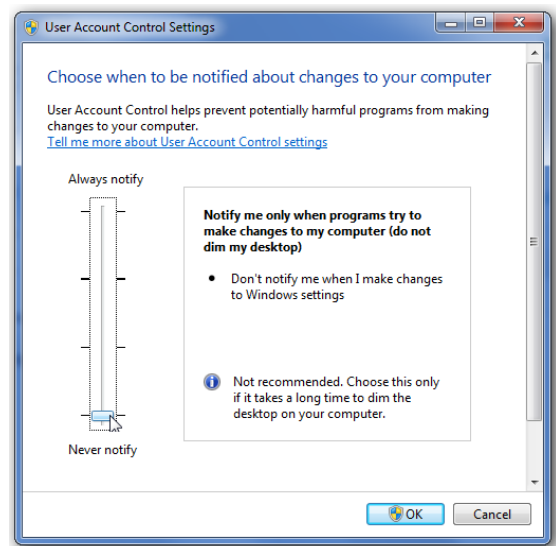 User Account Control Settings
Choose when to be notified about changes to your computer
User Account Control helps prevent potentially harmful programs from making
changes to your computer.
Tell me more about User Account Control settings
Always notify
Notify me only when programs try to
make changes to my computer (do not
dim my desktop)
Don't notify me when I make changes
to Windows settings
Not recommended. Choose this only
if it takes a long time to dim the
desktop on your computer.
Never notify
OK
Cancel